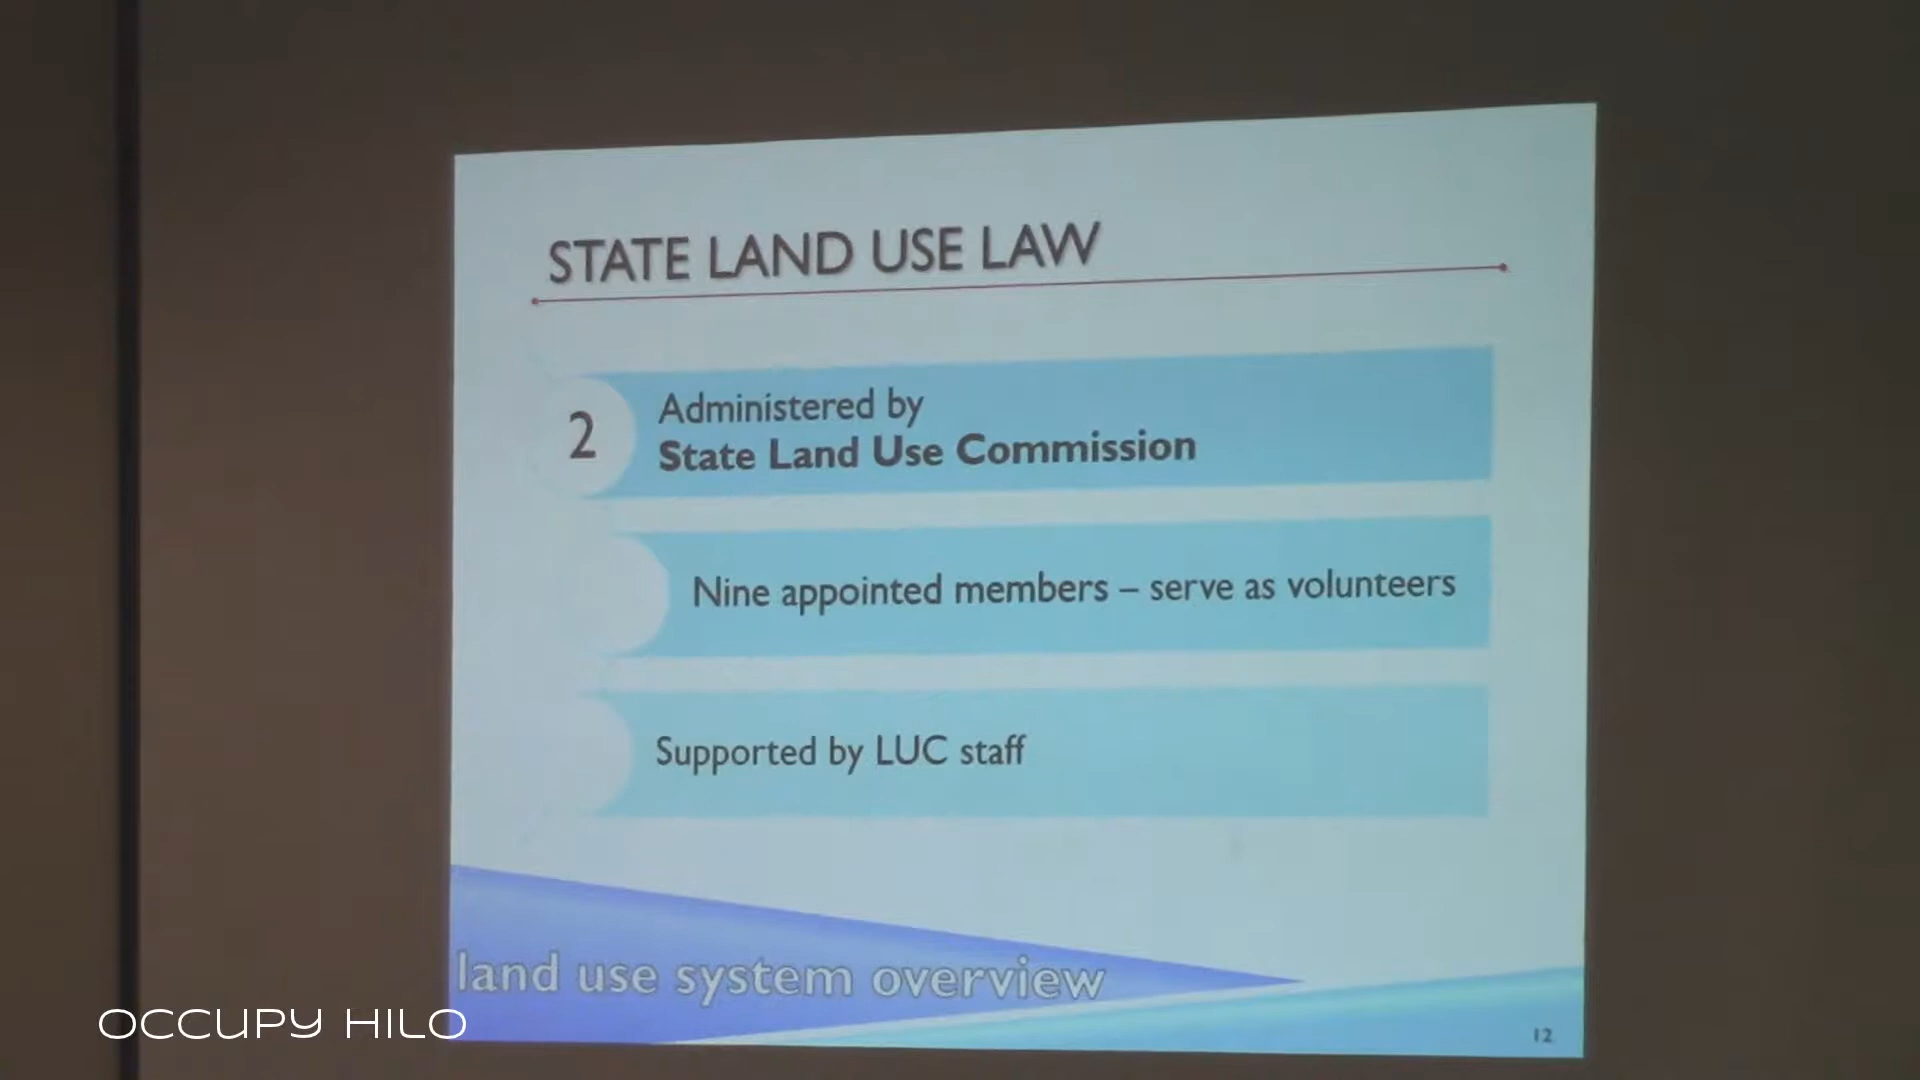 STATE LAND USE LAW
2
Administered by
State Land Use Commission
Nine appointed members – serve as volunteers
Supported by LUC staff
land use system overview
OCCUPY HILO
12